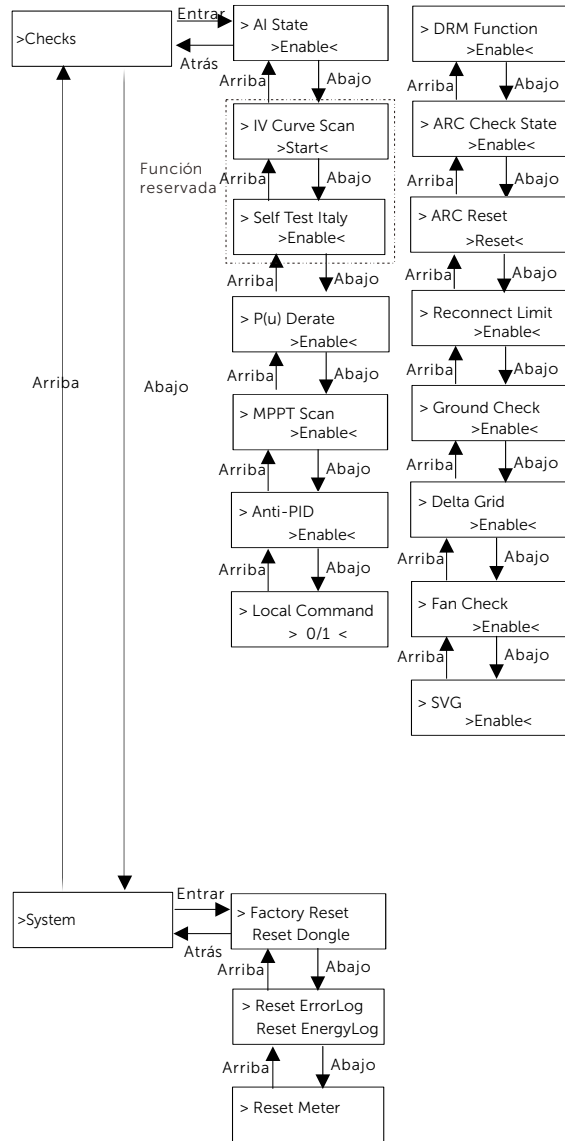 >Checks
Entrar
Atrás
> AI State
>Enable<
Arriba
Abajo
Función
reservada
> IV Curve Scan
>Start<
Arriba
Abajo
> Self Test Italy
>Enable<
Arriba
Abajo
> P(u) Derate
>Enable<
Arriba
Abajo
> MPPT Scan
>Enable<
Arriba
Abajo
> Anti-PID
>Enable<
Arriba
Abajo
> Local Command
> 0/1 <
> DRM Function
>Enable<
Arriba
Abajo
> ARC Check State
>Enable<
Arriba
Abajo
> ARC Reset
>Reset<
Arriba
Abajo
> Reconnect Limit
>Enable<
Arriba
Abajo
> Ground Check
>Enable<
Arriba
Abajo
> Delta Grid
>Enable<
Arriba
Abajo
> Fan Check
>Enable<
Arriba
Abajo
> SVG
>Enable<
Arriba
Abajo
>System
Entrar
Atrás
> Factory Reset
Reset Dongle
Arriba
Abajo
> Reset ErrorLog
Reset EnergyLog
Arriba
Abajo
> Reset Meter